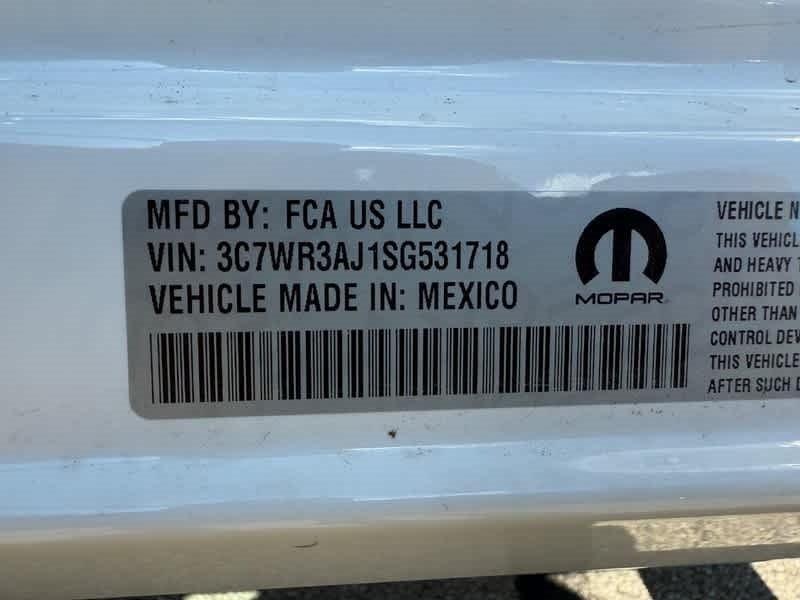 MFD BY: FCA US LLC
VIN: 3C7WR3AJ1SG531718
VEHICLE MADE IN: MEXICO
MOPAR
VEHICLE N
THIS VEHICL
AND HEAVY T
PROHIBITED
OTHER THAN
CONTROL DEV
THIS VEHICLE
AFTER SUCH D